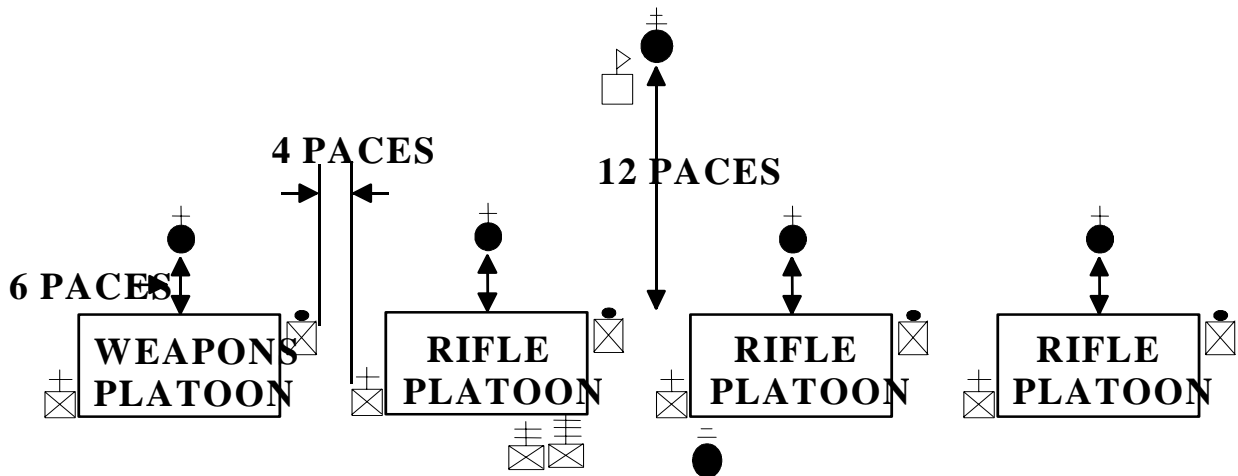 4 PACES
12 PACES
6 PACES
WEAPONS
PLATOON
RIFLE
PLATOON
RIFLE
PLATOON
RIFLE
PLATOON